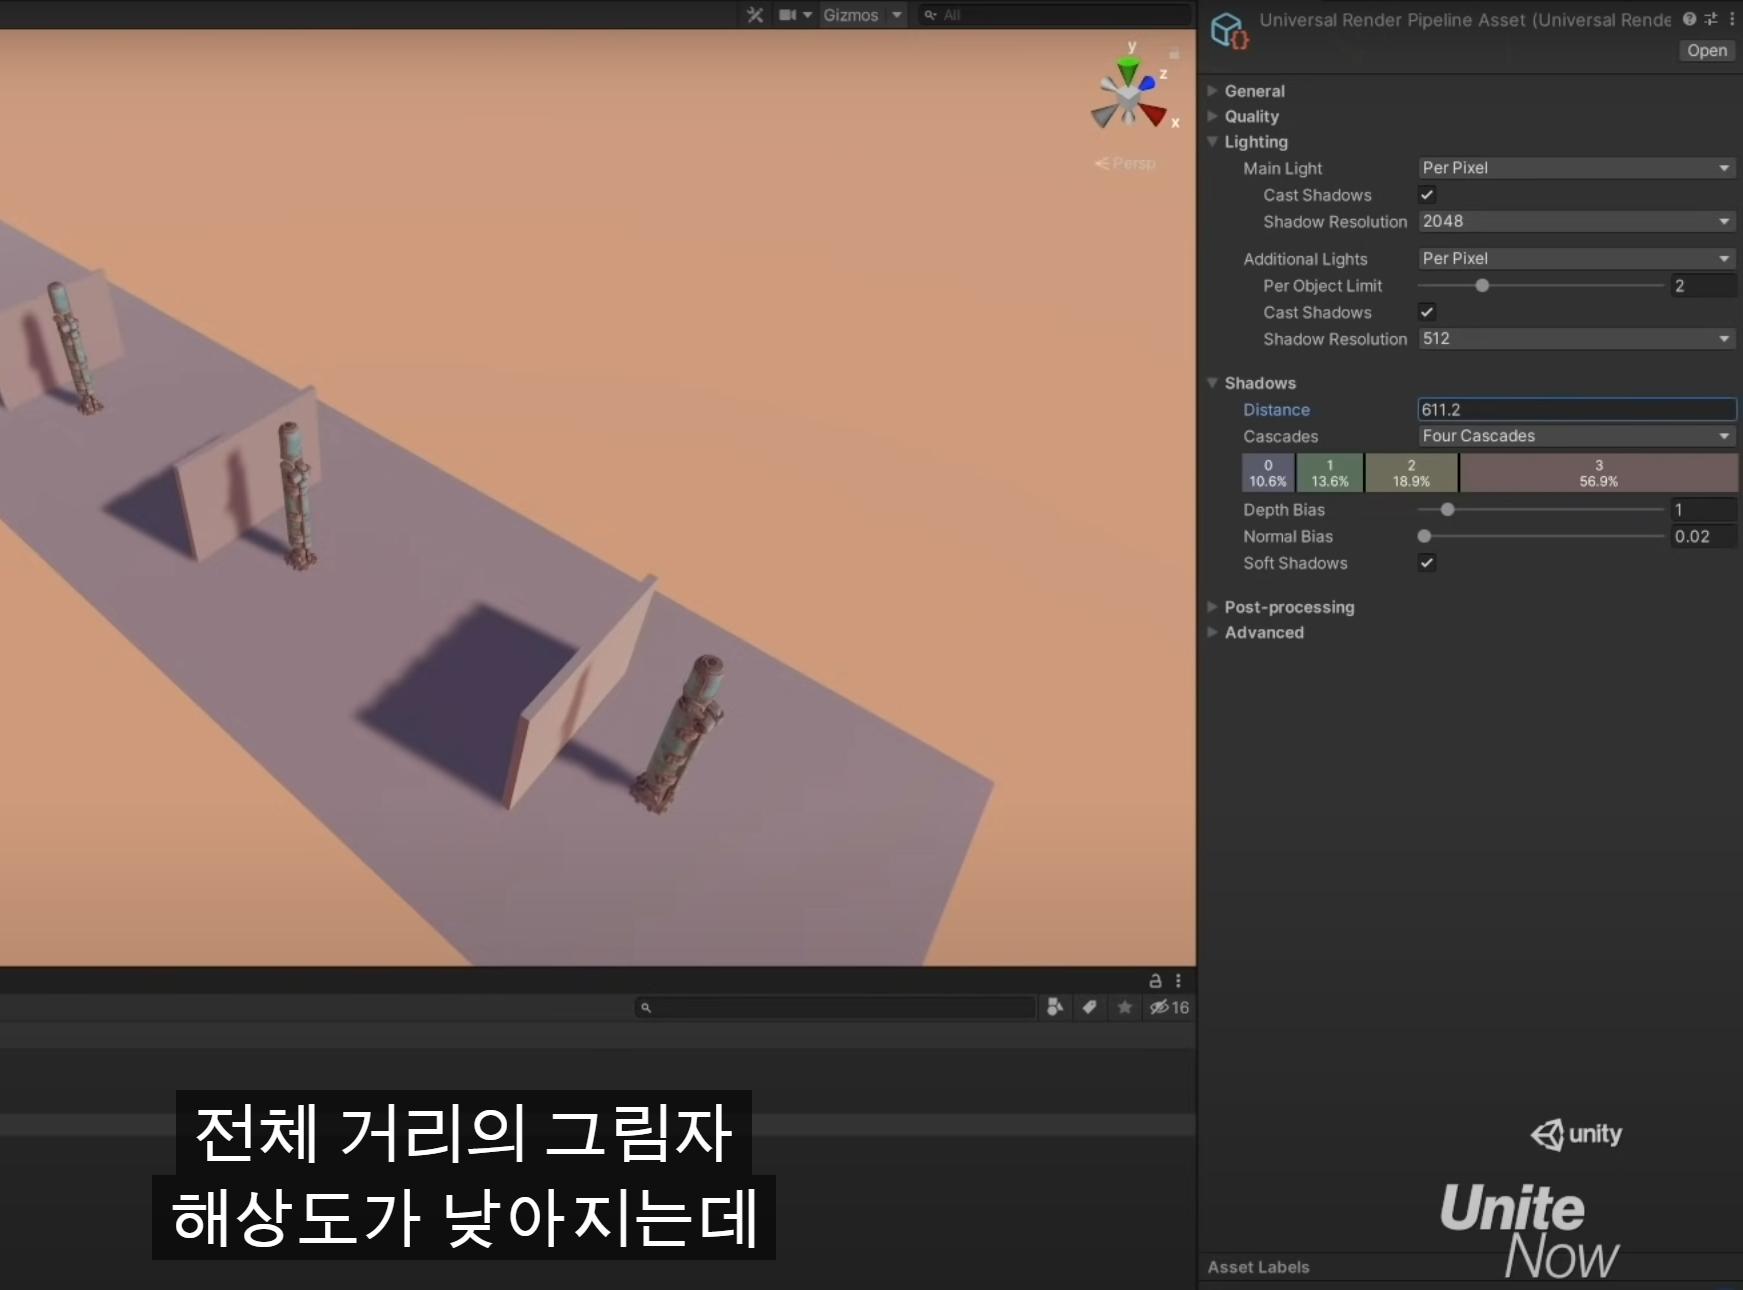 Gizmos
All
y
z
x
Persp
Universal Render Pipeline Asset (Universal Rende
Open
General
Quality
Lighting
Main Light Per Pixel
Cast Shadows
Shadow Resolution 2048
Additional Lights Per Pixel
Per Object Limit 2
Cast Shadows
Shadow Resolution 512
Shadows
Distance 611.2
Cascades Four Cascades
0 1 2 3
10.6% 13.6% 18.9% 56.9%
Depth Bias 1
Normal Bias 0.02
Soft Shadows
Post-processing
Advanced
16
전체 거리의 그림자
해상도가 낮아지는데
unity
Unite
Now
Asset Labels